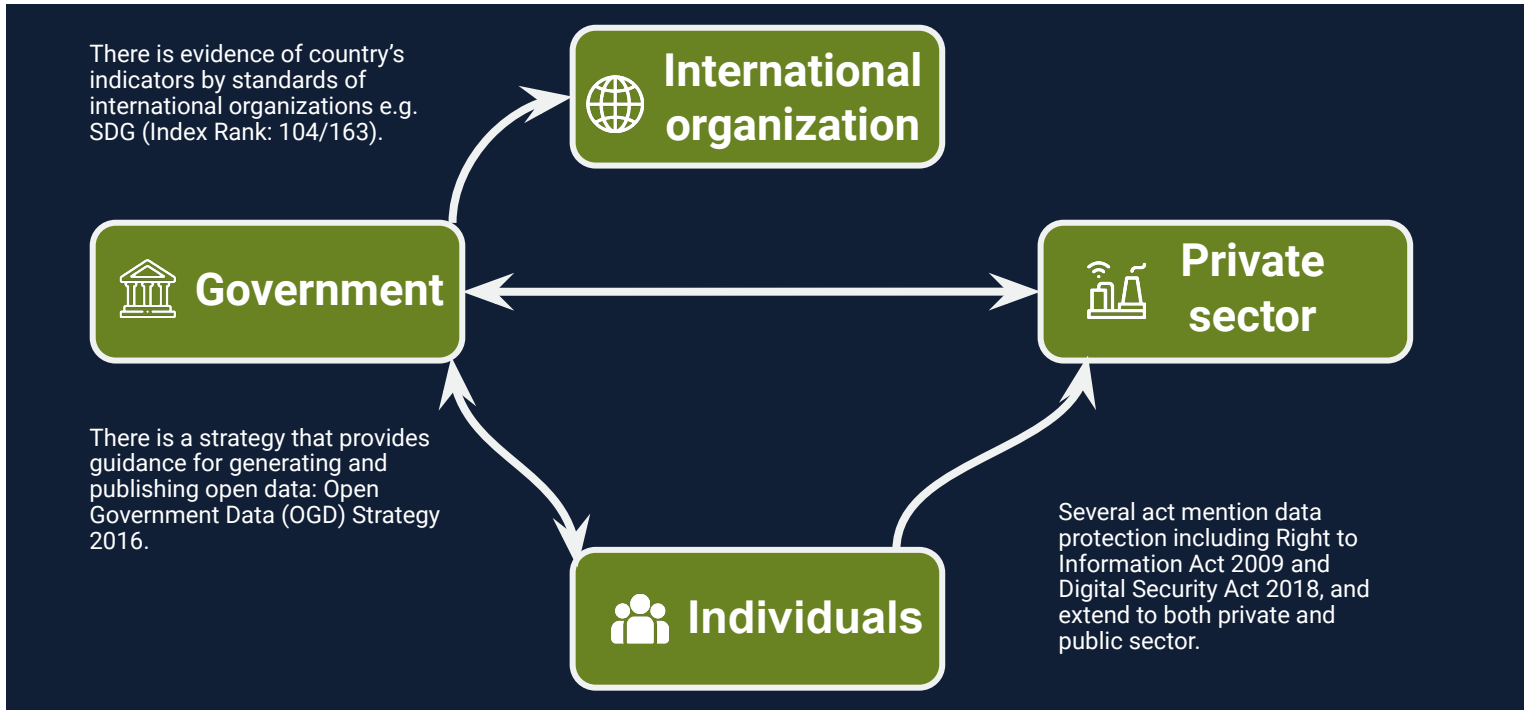 There is evidence of country’s
indicators by standards of
international organizations e.g.
SDG (Index Rank: 104/163).
International
organization
Government
Private
sector
There is a strategy that provides
guidance for generating and
publishing open data: Open
Government Data (OGD) Strategy
2016.
Individuals
Several act mention data
protection including Right to
Information Act 2009 and
Digital Security Act 2018, and
extend to both private and
public sector.